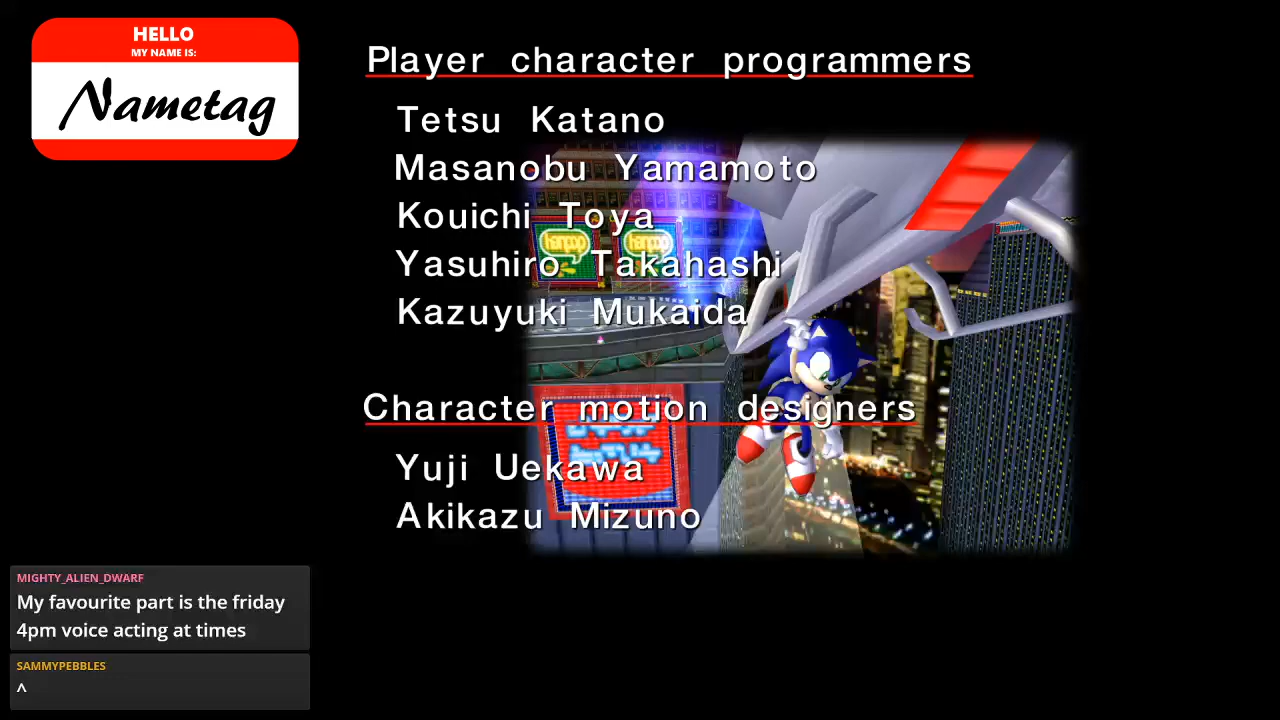 HELLO
MY NAME IS:
Nametag
Player character programmers
Tetsu Katano
Masanobu Yamamoto
Kouichi Toya
Yasuhiro Takahashi
Kazuyuki Mukaida
Character motion designers
Yuji Uekawa
Akikazu Mizuno
MIGHTY_ALIEN_DWARF
My favourite part is the friday
4pm voice acting at times
SAMMYPEBBLES
^